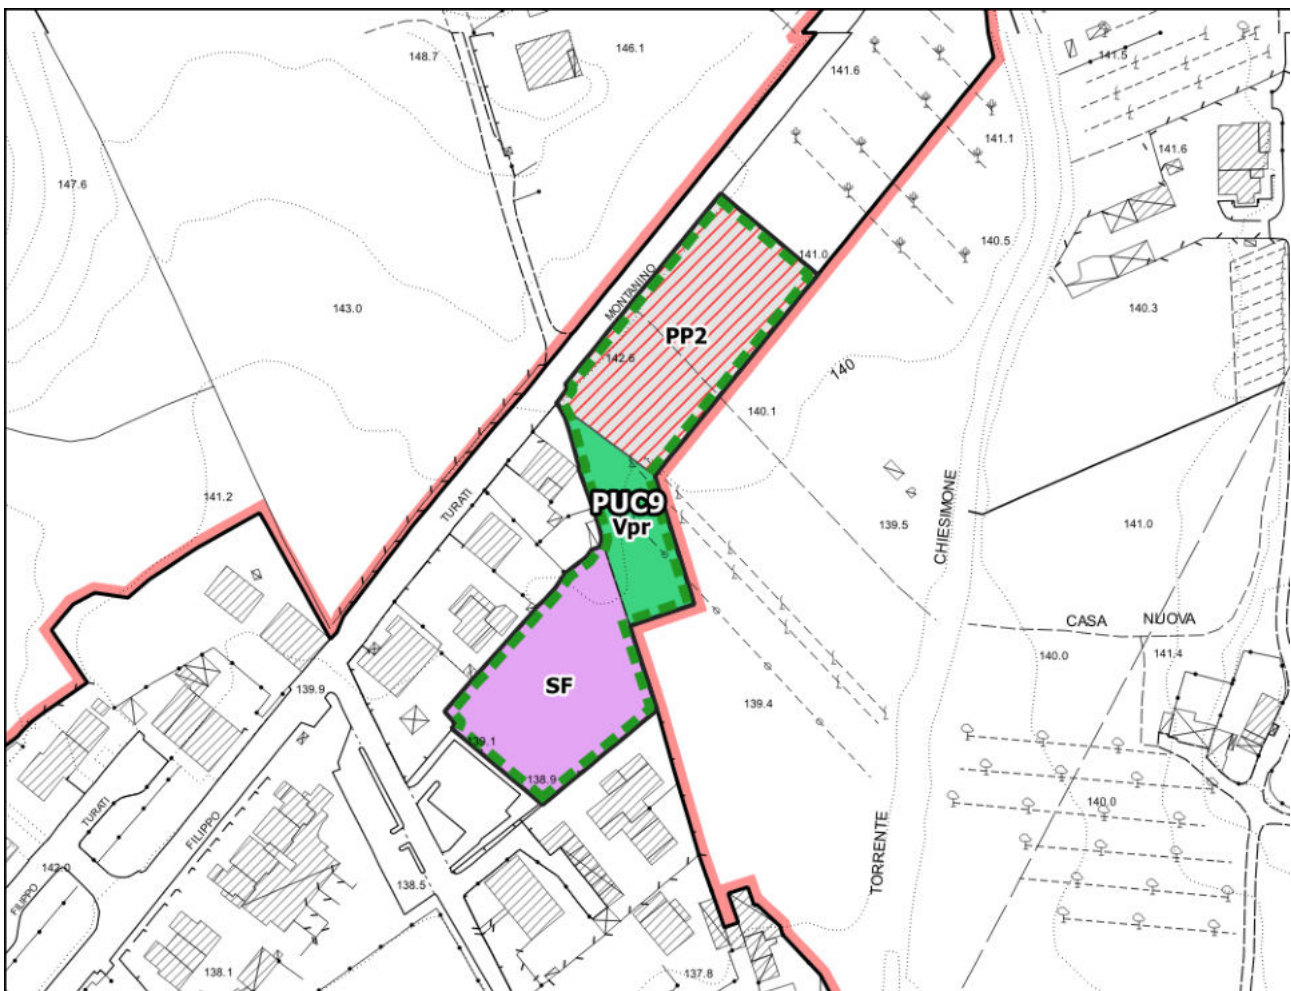 146.1
148.7
141.6
141.5
141.1
141.6
147.6
140.5
141.0
MONTANINO
143.0
140.3
PP2
142.6
140
140.1
141.2
TURATI
PUC9
Vpr
139.5
CHIESIMONE
141.0
CASA NUOVA
140.0
141.4
139.9
SF
139.4
139.1
138.9
TURATI
FILIPPO
140.0
TORRENTE
142.0
FILIPPO
138.5
138.1
137.8